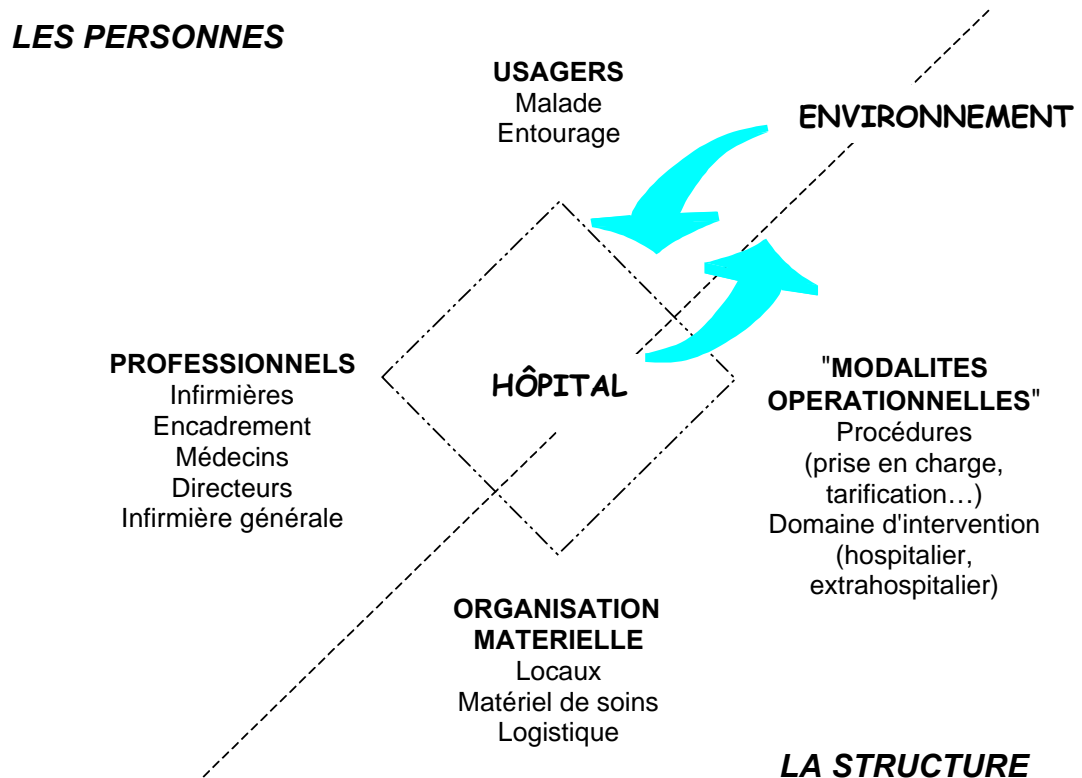 LES PERSONNES
USAGERS
Malade
Entourage
ENVIRONNEMENT
PROFESSIONNELS
Infirmières
Encadrement
Médecins
Directeurs
Infirmière générale
HÔPITAL
"MODALITES
OPERATIONNELLES"
Procédures
(prise en charge,
tarification…)
Domaine d'intervention
(hospitalier,
extrahospitalier)
ORGANISATION
MATERIELLE
Locaux
Matériel de soins
Logistique
LA STRUCTURE